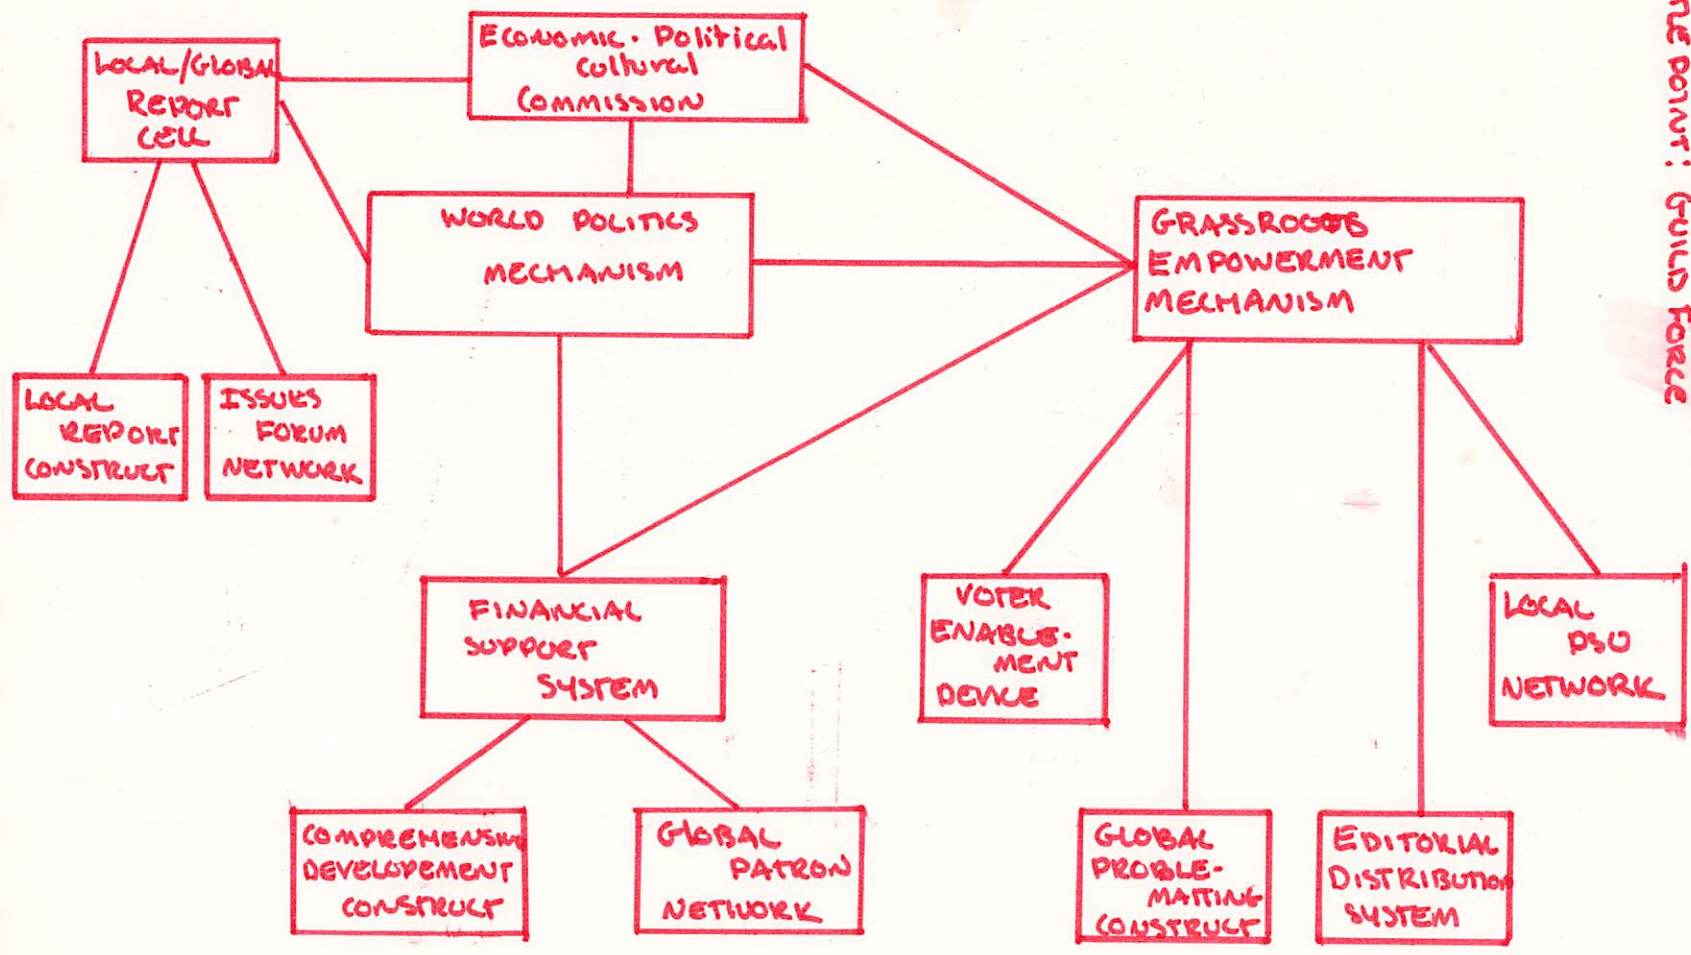 LOCAL/GLOBAL
REPORT
CELL
Economic. Political
Cultural
Commission
WORLD POLITICS
MECHANISM
GRASSROOTS
EMPOWERMENT
MECHANISM
LOCAL
REPORT
CONSTRUCT
ISSUES
FORUM
NETWORK
FINANCIAL
SUPPORT
SYSTEM
VOTER
ENABLE-
MENT
DEVICE
LOCAL
PSU
NETWORK
COMPREHENSIVE
DEVELOPEMENT
CONSTRUCT
GLOBAL
PATRON
NETWORK
GLOBAL
PROBLE-
MATTING
CONSTRUCT
EDITORIAL
DISTRIBUTION
SYSTEM
POINT: GUILD FORCE